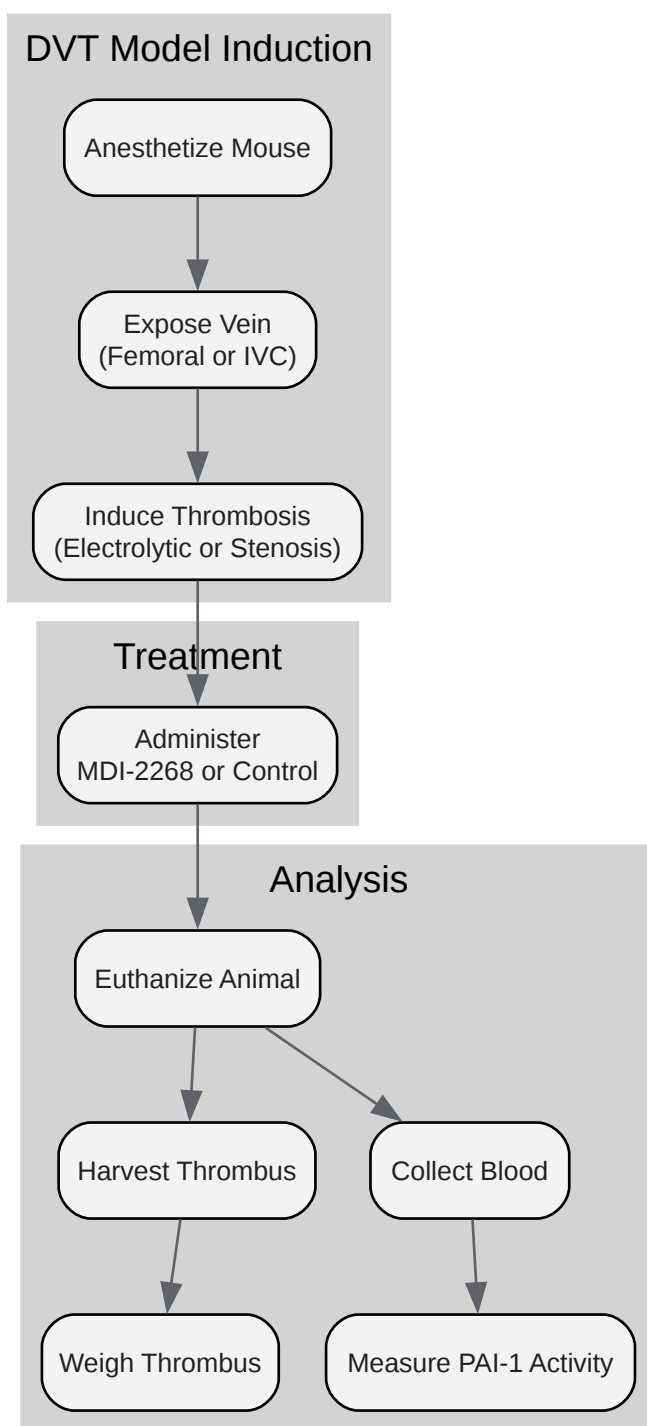 DVT Model Induction
Anesthetize Mouse
Expose Vein
(Femoral or IVC)
Induce Thrombosis
(Electrolytic or Stenosis)
Treatment
Administer
MDI-2268 or Control
Analysis
Euthanize Animal
Harvest Thrombus
Collect Blood
Weigh Thrombus
Measure PAI-1 Activity